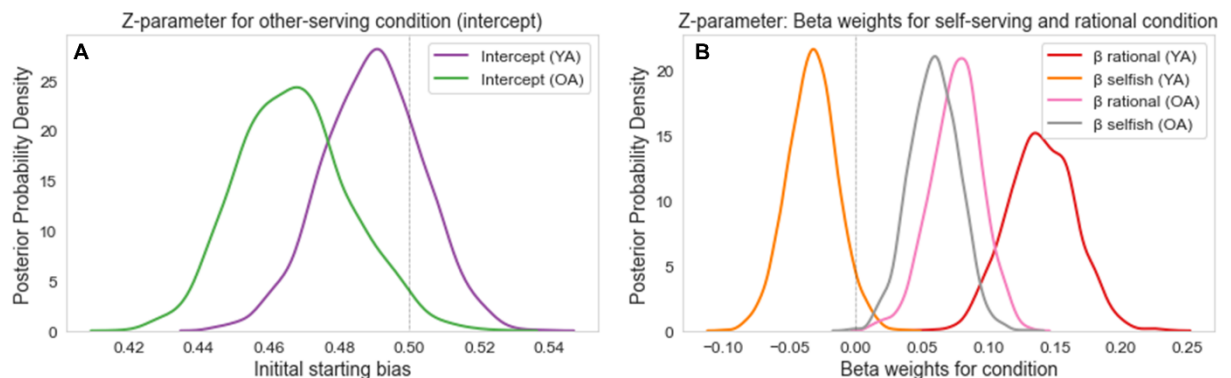 Z-parameter for other-serving condition (intercept)
A
Intercept (YA)
Intercept (OA)
Posterior Probability Density
25
20
15
10
5
0
0.42 0.44 0.46 0.48 0.50 0.52 0.54
Initital starting bias
Z-parameter: Beta weights for self-serving and rational condition
B
β rational (YA)
β selfish (YA)
β rational (OA)
β selfish (OA)
Posterior Probability Density
20
15
10
5
0
−0.10 −0.05 0.00 0.05 0.10 0.15 0.20 0.25
Beta weights for condition